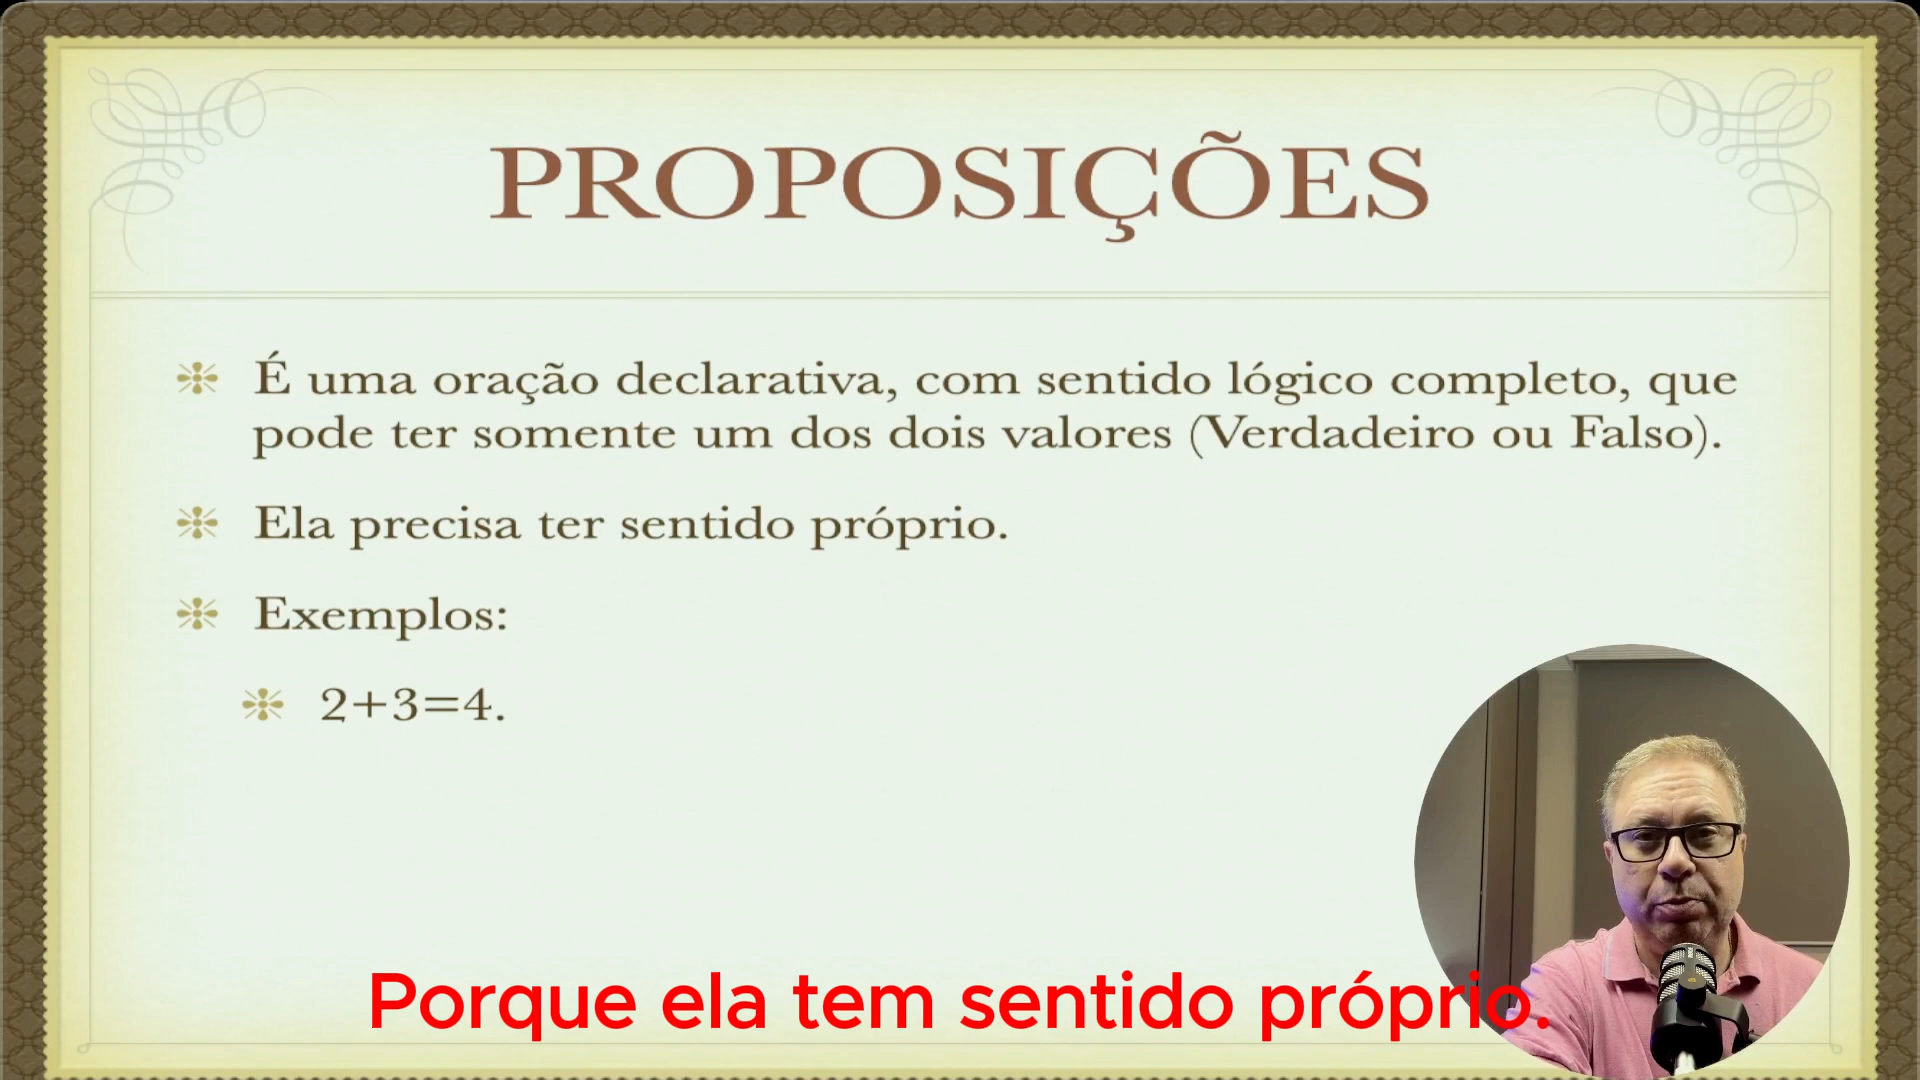 PROPOSIÇÕES
É uma oração declarativa, com sentido lógico completo, que
pode ter somente um dos dois valores (Verdadeiro ou Falso).
Ela precisa ter sentido próprio.
Exemplos:
2+3=4.
Porque ela tem sentido próprio.